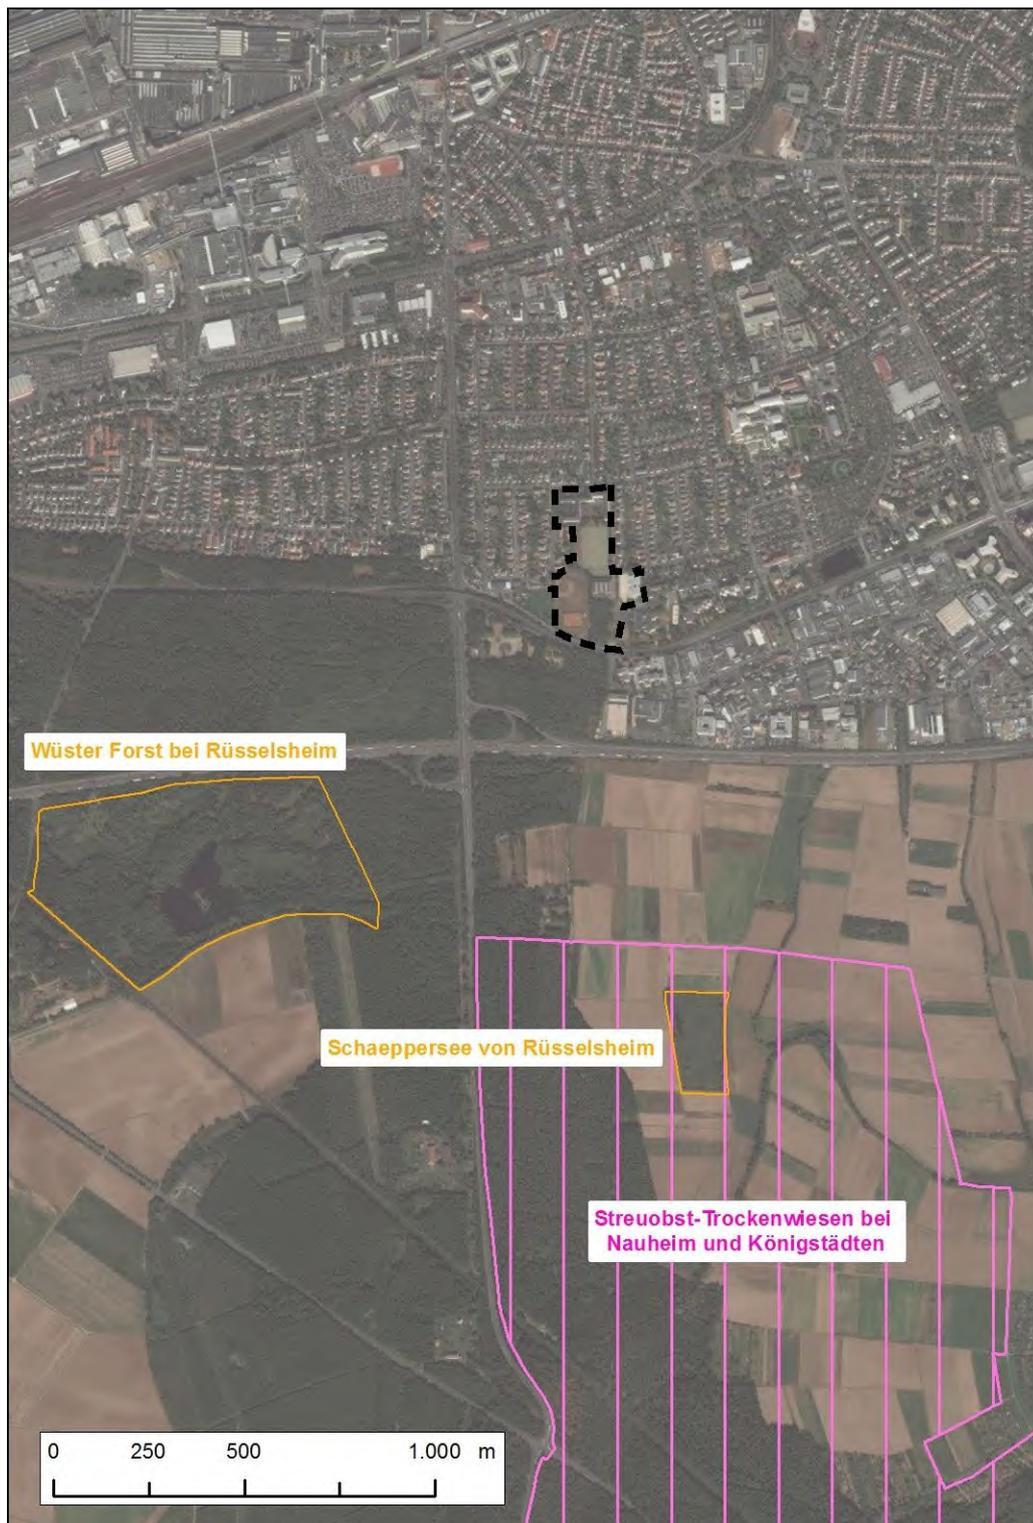 Wüster Forst bei Rüsselsheim
Schaeppersee von Rüsselsheim
Streuobst-Trockenwiesen bei
Nauheim und Königstädten
0 250 500 1.000 m